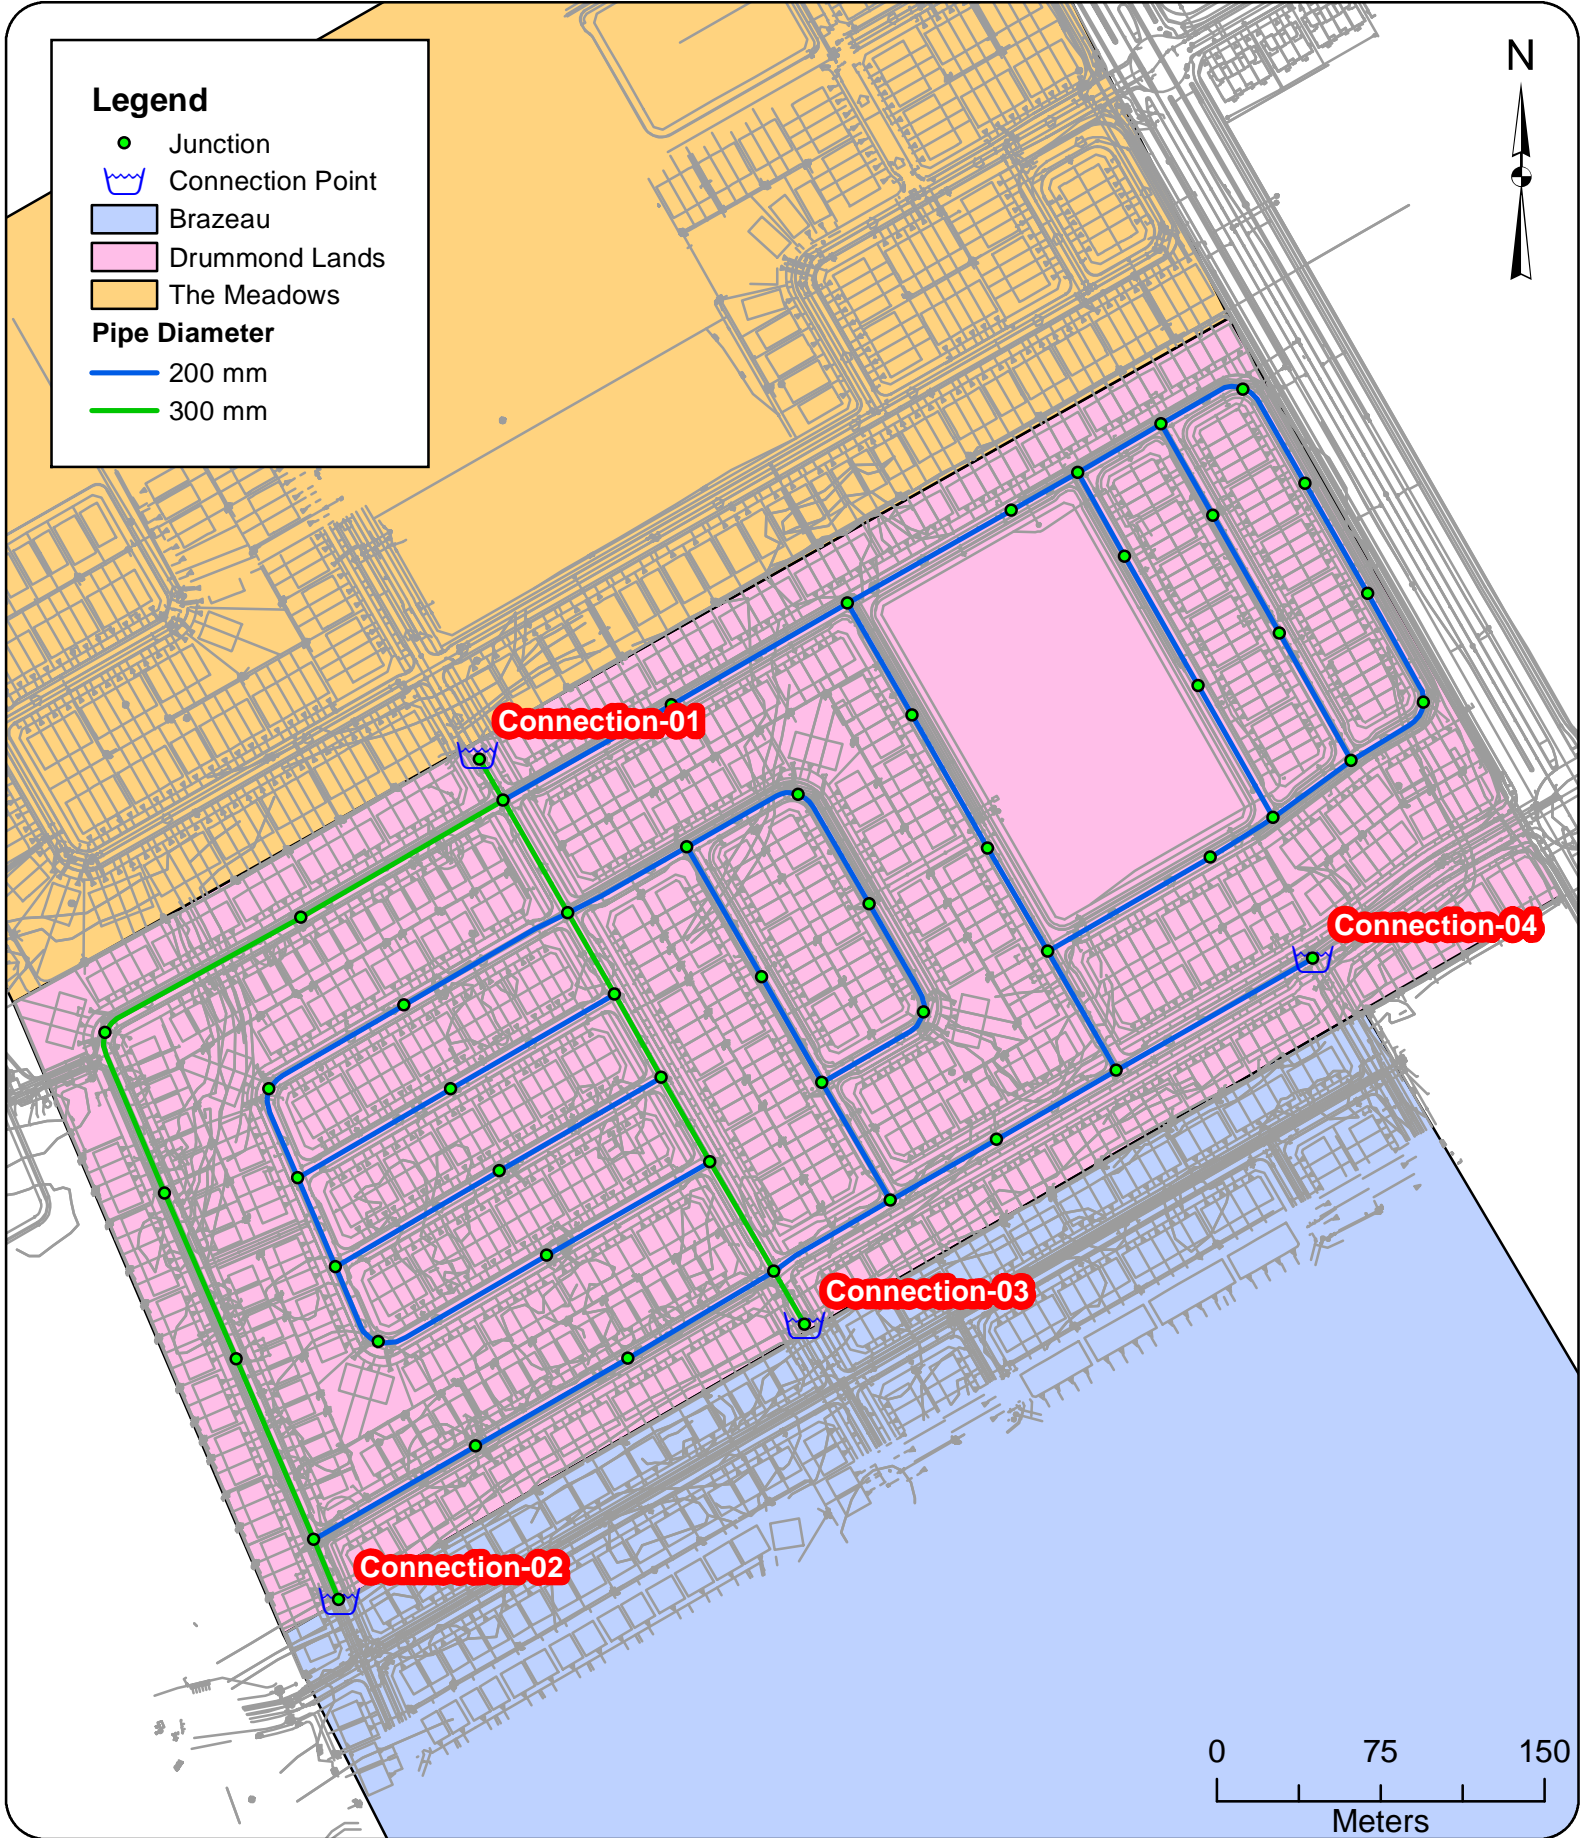 N
Legend
Junction
Connection Point
Brazeau
Drummond Lands
The Meadows
Pipe Diameter
200 mm
300 mm
Connection-01
Connection-04
Connection-03
Connection-02
0 75 150
Meters